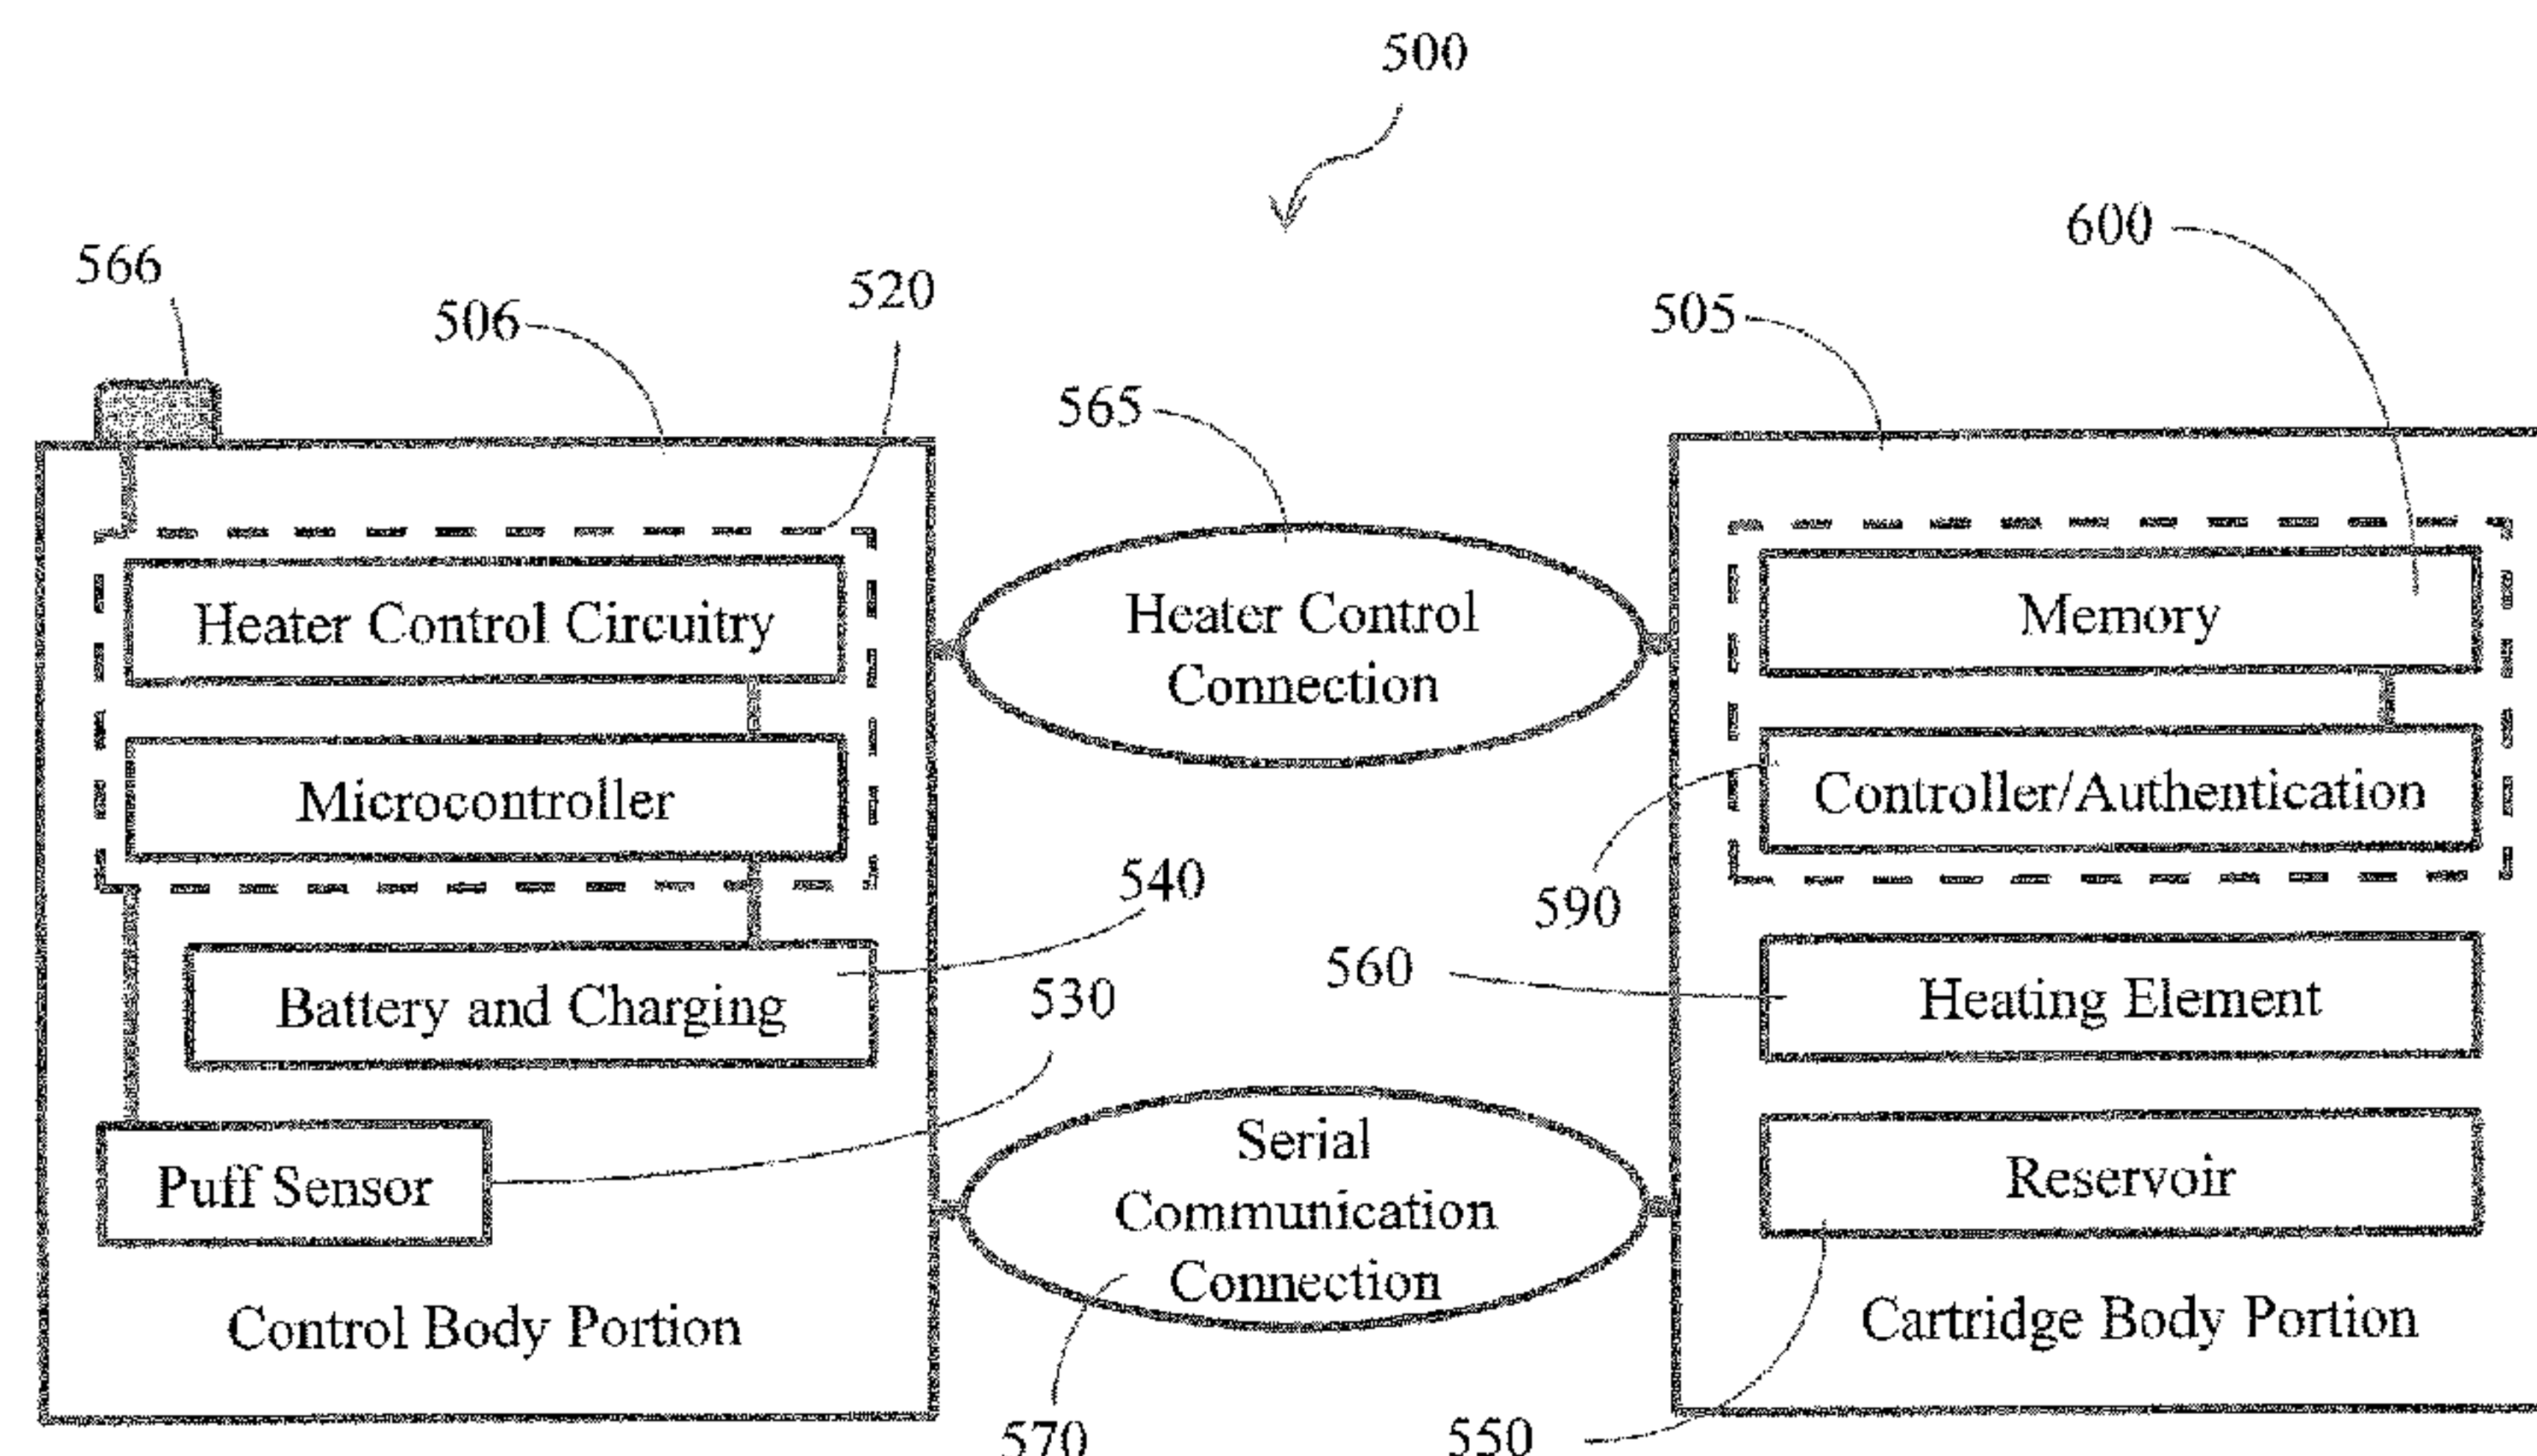 500
600
566
506
520
505
565
Heater Control Circuitry
Heater Control
Connection
Memory
Microcontroller
Controller/Authentication
540
590
560
530
Battery and Charging
Heating Element
Puff Sensor
Serial
Communication
Connection
Reservoir
Control Body Portion
Cartridge Body Portion
570
550